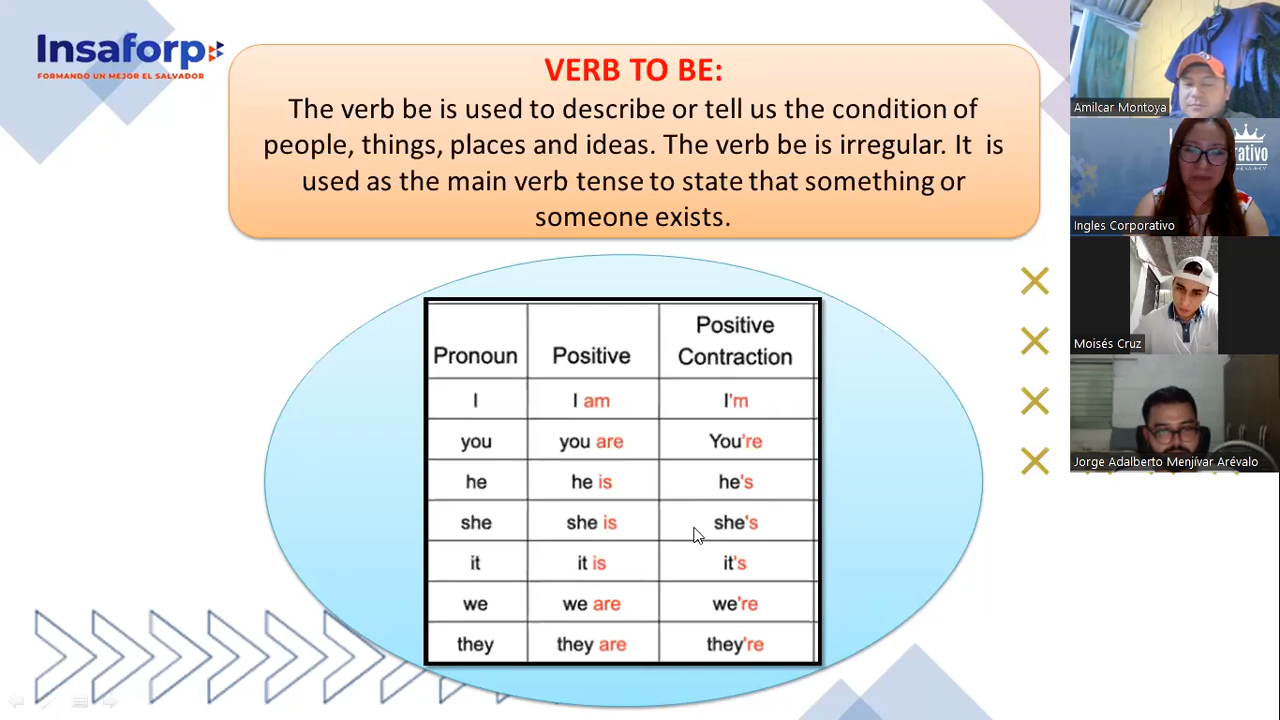 Insaforp
FORMANDO UN MEJOR EL SALVADOR
VERB TO BE:
The verb be is used to describe or tell us the condition of
people, things, places and ideas. The verb be is irregular. It is
used as the main verb tense to state that something or
someone exists.
Pronoun Positive Positive Contraction
I I am I'm
you you are You're
he he is he's
she she is she's
it it is it's
we we are we're
they they are they're
Amilcar Montoya
Ingles Corporativo
Moisés Cruz
Jorge Adalberto Menjívar Arévalo